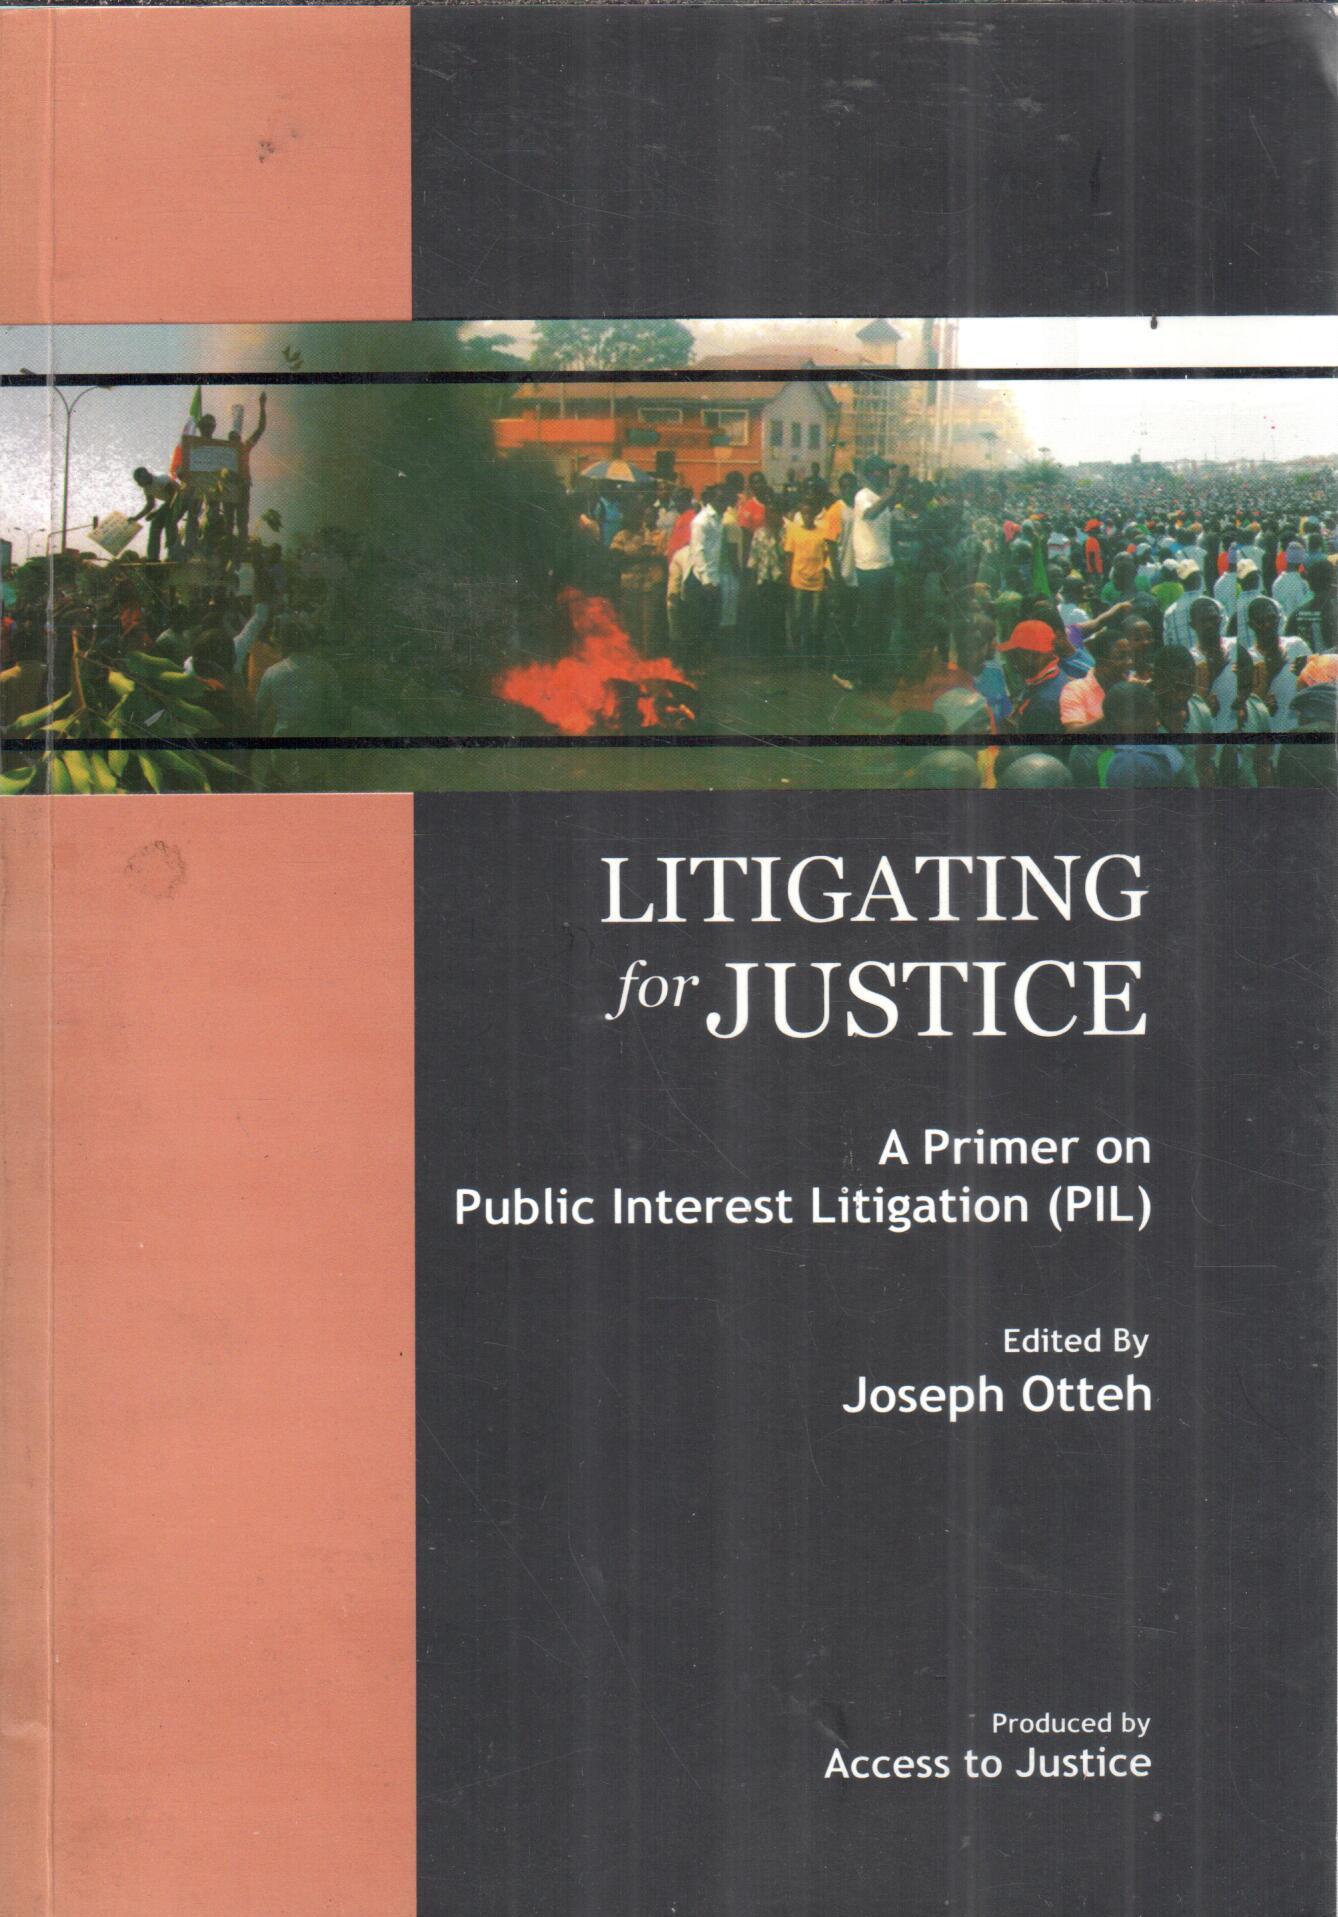 LITIGATING
for JUSTICE
A Primer on
Public Interest Litigation (PIL)
Edited By
Joseph Otteh
Produced by
Access to Justice